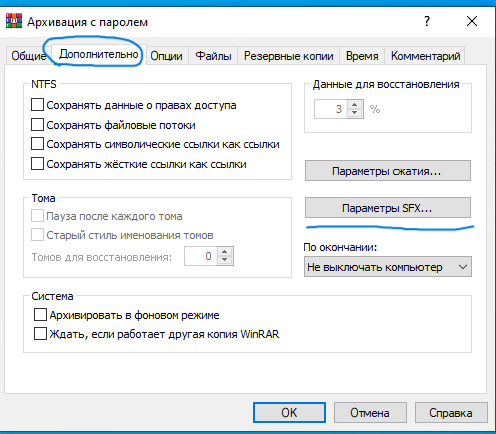 Архивация с паролем
?
Общие Дополнительно Опции Файлы Резервные копии Время Комментарий
NTFS
Сохранять данные о правах доступа
Сохранять файловые потоки
Сохранять символические ссылки как ссылки
Сохранять жёсткие ссылки как ссылки
Данные для восстановления
3 %
Параметры сжатия...
Параметры SFX...
Тома
Пауза после каждого тома
Старый стиль именования томов
Томов для восстановления: 0
По окончании:
Не выключать компьютер
Система
Архивировать в фоновом режиме
Ждать, если работает другая копия WinRAR
OK Отмена Справка